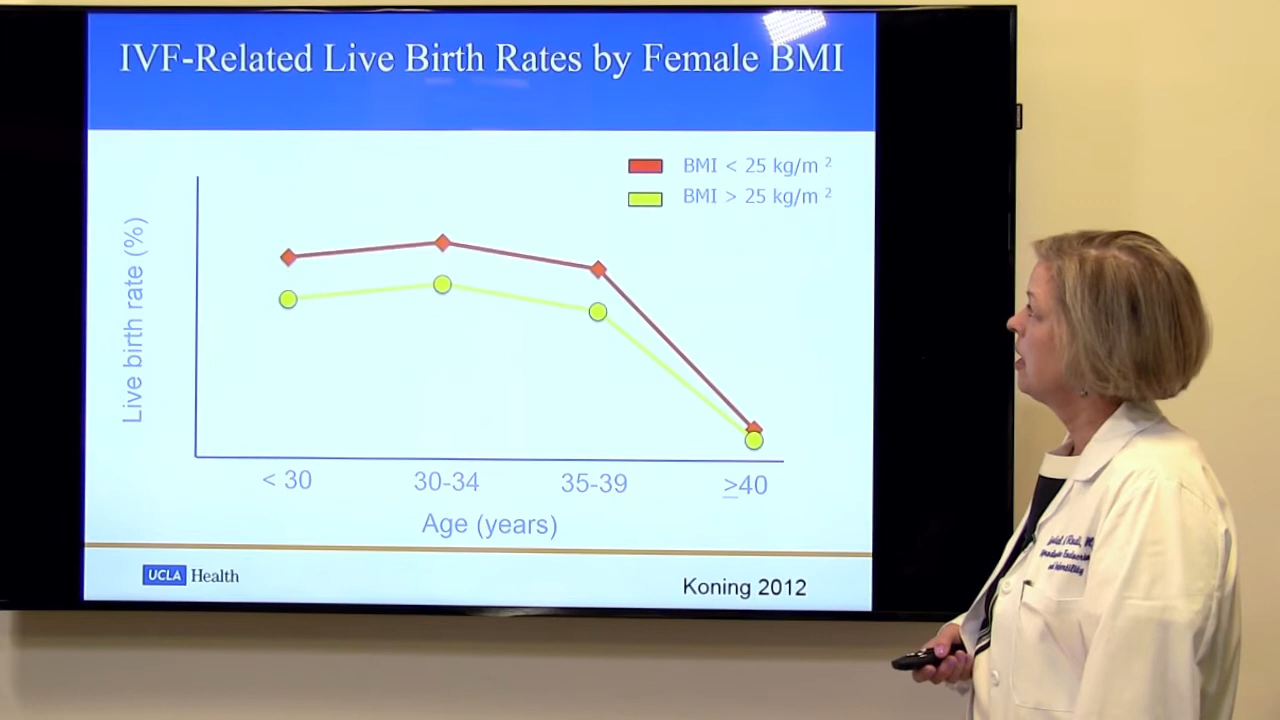 IVF-Related Live Birth Rates by Female BMI
BMI < 25 kg/m 2
BMI > 25 kg/m 2
Live birth rate (%)
< 30
30-34
35-39
≥40
Age (years)
UCLA Health
Koning 2012